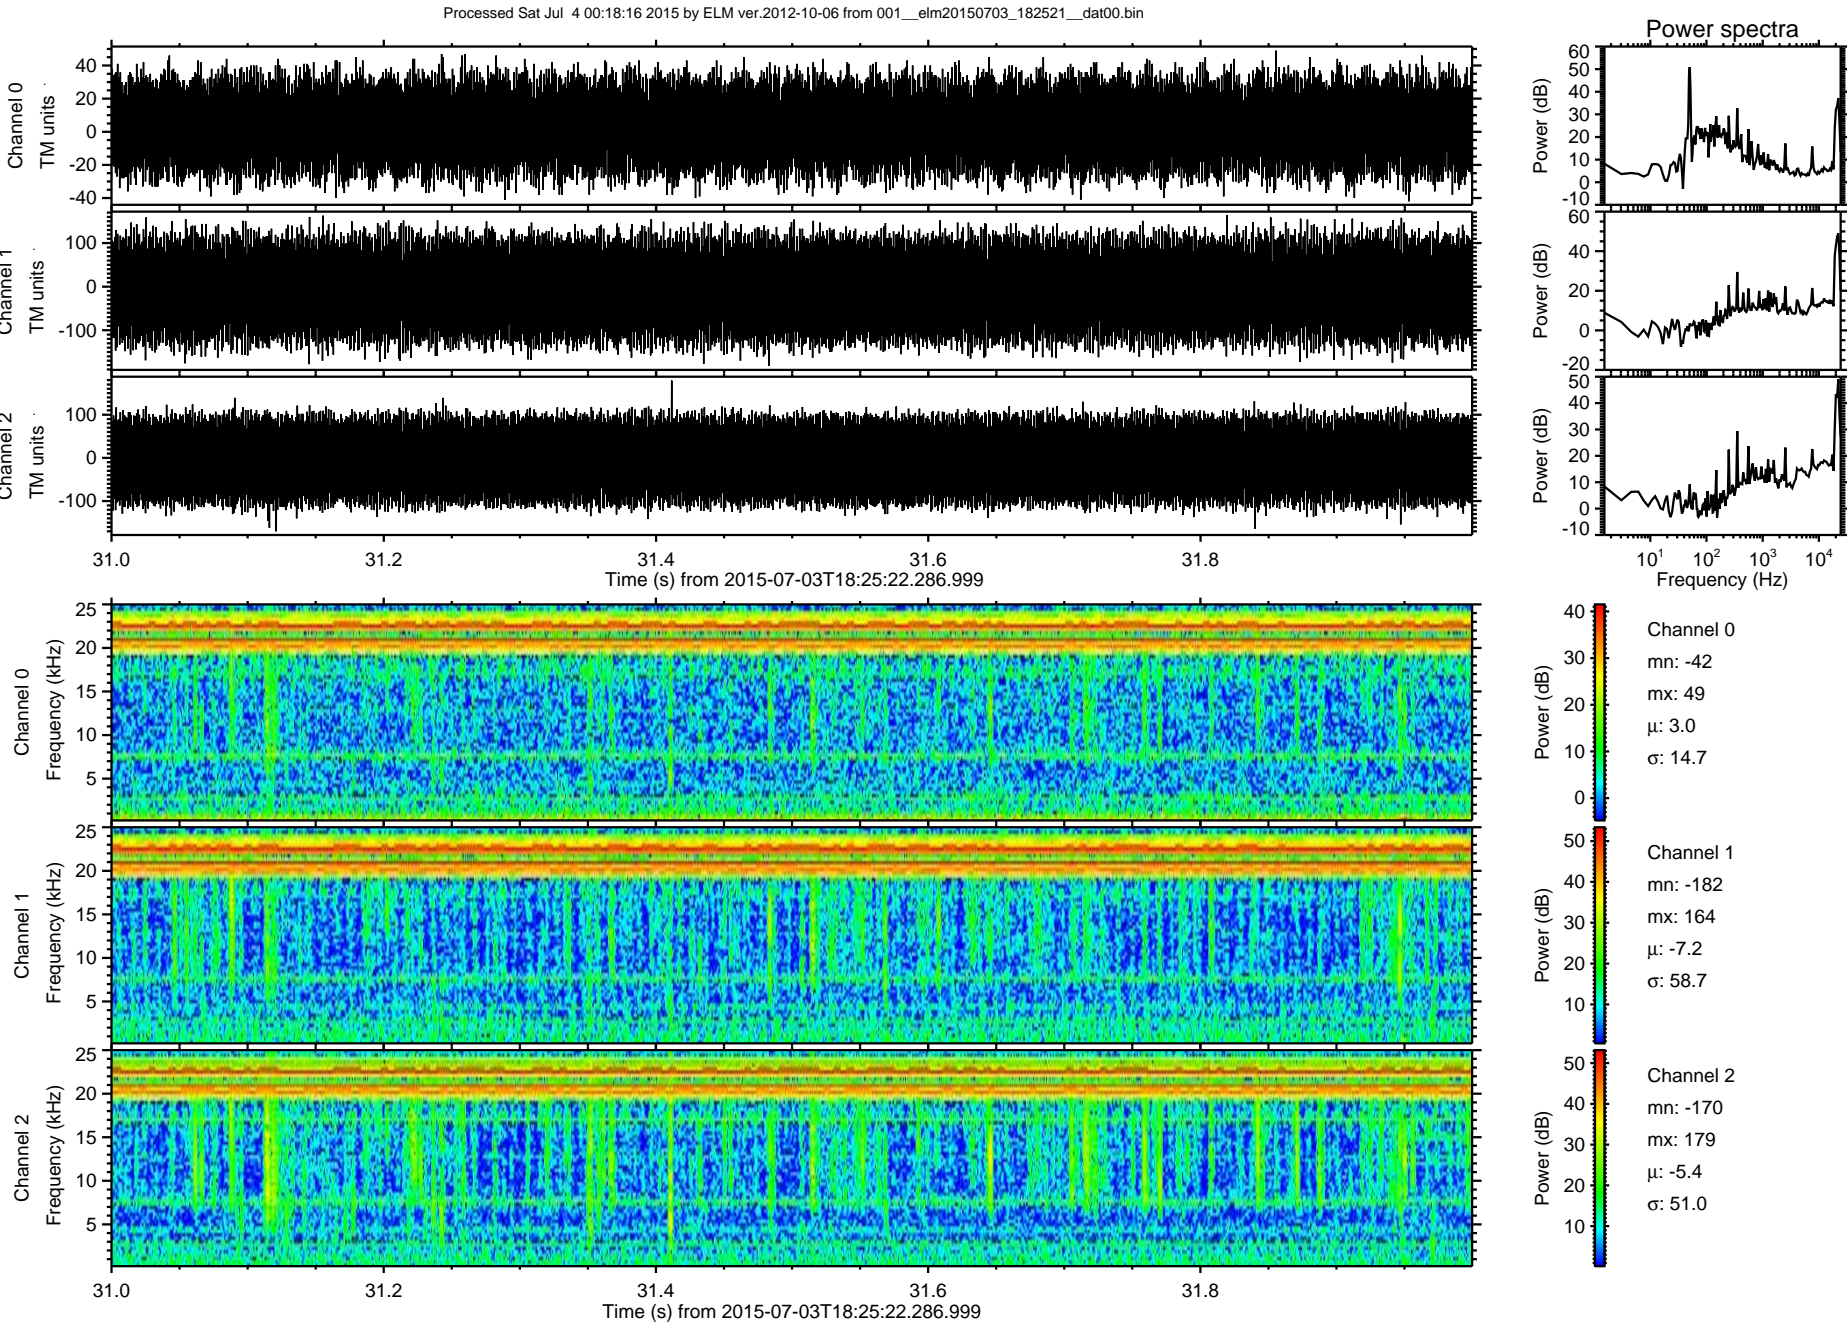 Processed Sat Jul  4 00:18:16 2015 by ELM ver.2012-10-06 from 001__elm20150703_182521__dat00.bin
Power spectra
Channel 0
TM units
40
20
0
-20
-40
Power (dB)
60
50
40
30
20
10
0
-10
Channel 1
TM units
100
0
-100
Power (dB)
60
40
20
0
-20
Channel 2
TM units
100
0
-100
Power (dB)
50
40
30
20
10
0
-10
31.0 31.2 31.4 31.6 31.8
Time (s) from 2015-07-03T18:25:22.286.999
10^1 10^2 10^3 10^4
Frequency (Hz)
Channel 0
Frequency (kHz)
25
20
15
10
5
Power (dB)
40
30
20
10
0
Channel 0
mn: -42
mx: 49
μ: 3.0
σ: 14.7
Channel 1
Frequency (kHz)
25
20
15
10
5
Power (dB)
50
40
30
20
10
Channel 1
mn: -182
mx: 164
μ: -7.2
σ: 58.7
Channel 2
Frequency (kHz)
25
20
15
10
5
Power (dB)
50
40
30
20
10
Channel 2
mn: -170
mx: 179
μ: -5.4
σ: 51.0
31.0 31.2 31.4 31.6 31.8
Time (s) from 2015-07-03T18:25:22.286.999